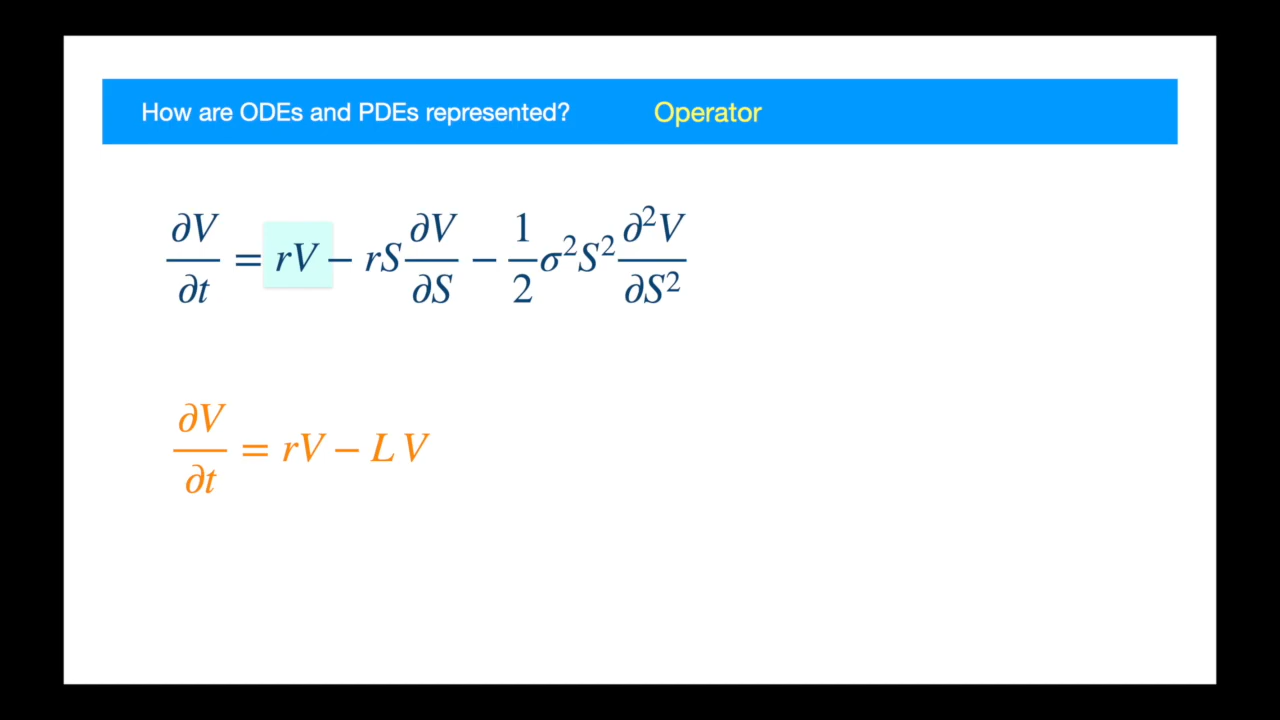 How are ODEs and PDEs represented? Operator
∂V/∂t = rV − rS ∂V/∂S − 1/2 σ²S² ∂²V/∂S²
∂V/∂t = rV − L V